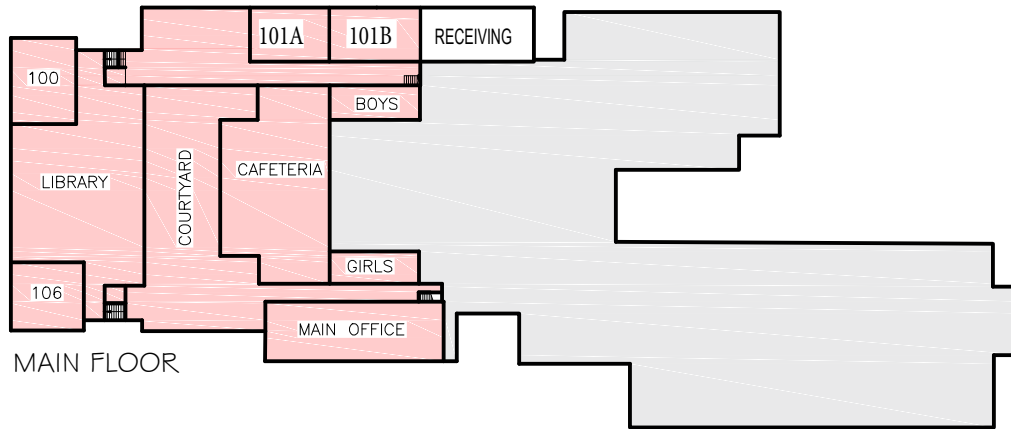 101A
101B
RECEIVING
100
BOYS
CAFETERIA
LIBRARY
COURTYARD
GIRLS
106
MAIN OFFICE
MAIN FLOOR